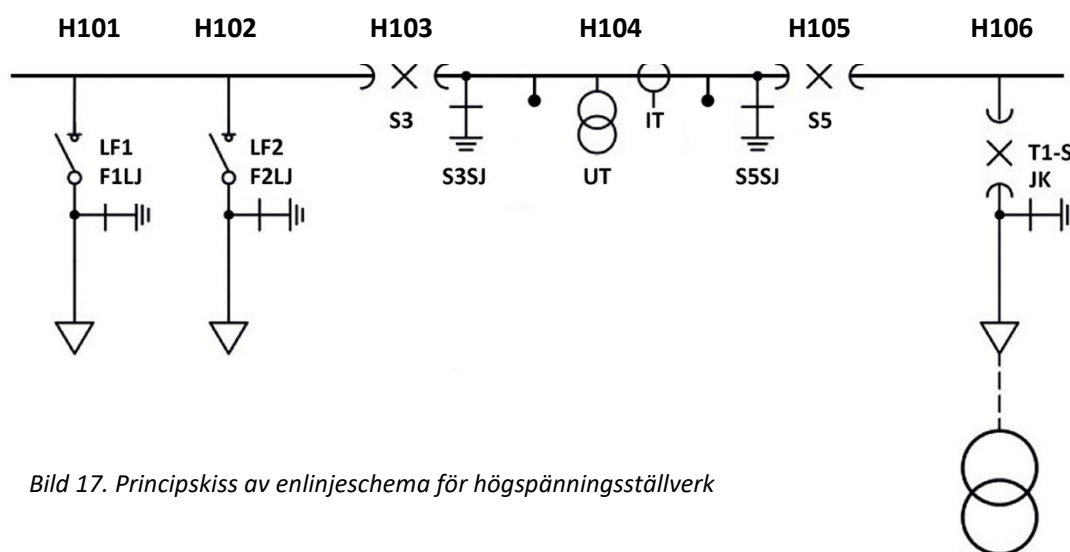 H101 H102 H103 H104 H105 H106
LF1 LF2 S3 IT S5 T1-S
F1LJ F2LJ S3SJ UT S5SJ JK
Bild 17. Principskiss av enlinjeschema för högspänningsställverk